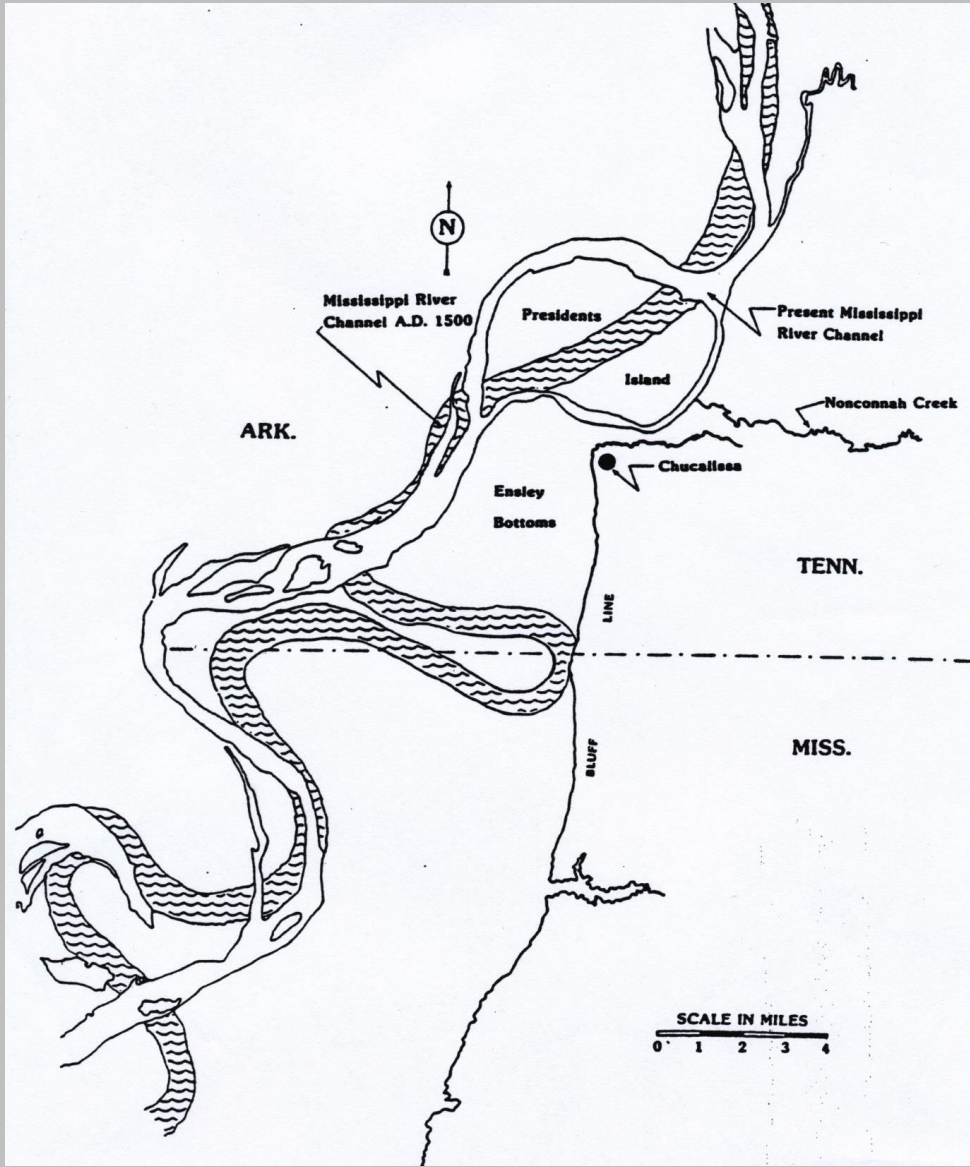 N
Mississippi River
Channel A.D. 1500
Presidents
Present Mississippi
River Channel
Island
Nonconnah Creek
ARK.
Chucalissa
Ensley
Bottoms
TENN.
LINE
BLUFF
MISS.
SCALE IN MILES
0 1 2 3 4